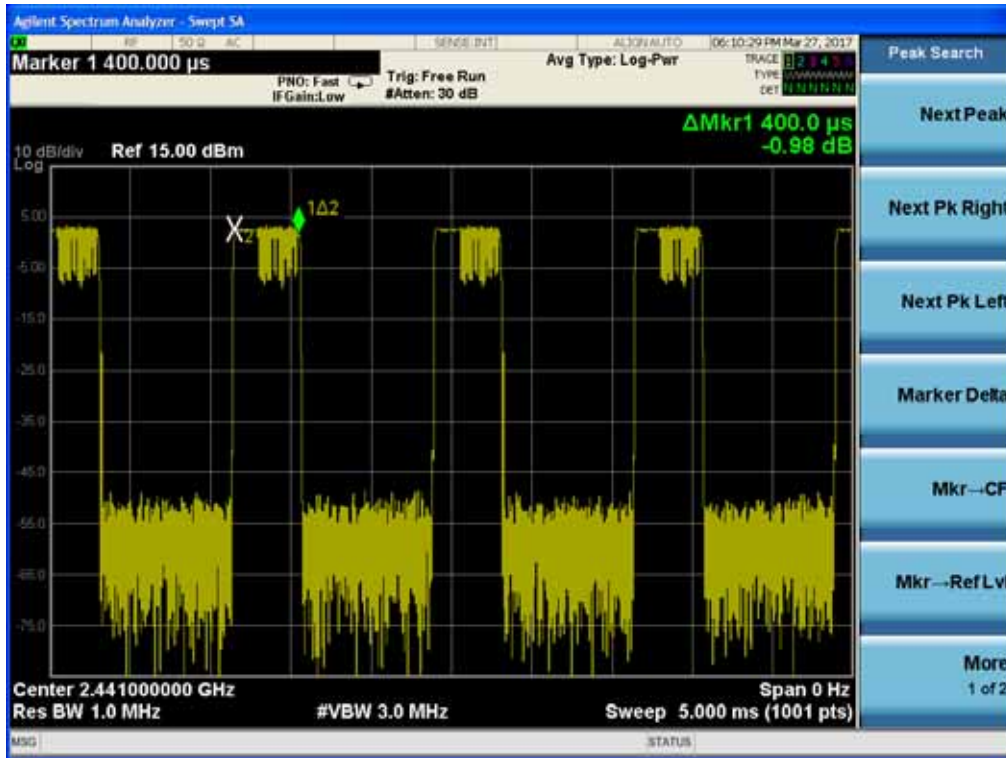 Agilent Spectrum Analyzer - Swept SA
RF 50 Ω AC SENSE:INT ALIGN AUTO 06:10:29 PM Mar 27, 2017
Marker 1 400.000 µs
PNO: Fast
IFGain:Low
Trig: Free Run
#Atten: 30 dB
Avg Type: Log-Pwr
TRACE 1 2 3 4 5 6
TYPE
DET N N N N N N
ΔMkr1 400.0 µs
-0.98 dB
10 dB/div
Log
Ref 15.00 dBm
5.00
-5.00
-15.0
-25.0
-35.0
-45.0
-55.0
-65.0
-75.0
X2
1Δ2
Center 2.441000000 GHz
Span 0 Hz
Res BW 1.0 MHz
#VBW 3.0 MHz
Sweep 5.000 ms (1001 pts)
MSG
STATUS
Peak Search
Next Peak
Next Pk Right
Next Pk Left
Marker Delta
Mkr→CF
Mkr→Ref Lvl
More
1 of 2